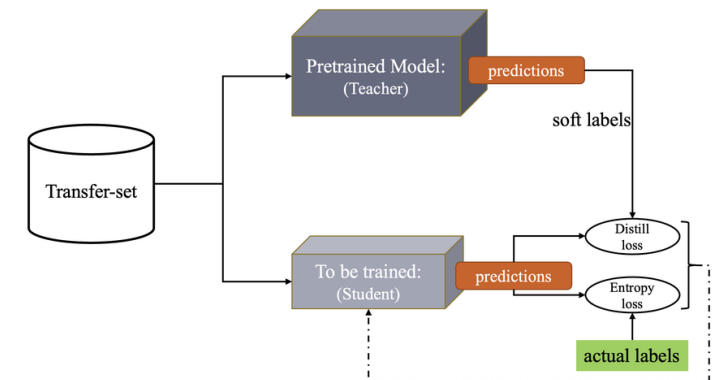 Pretrained Model:
(Teacher)
predictions
soft labels
Transfer-set
Distill
loss
To be trained:
(Student)
predictions
Entropy
loss
actual labels